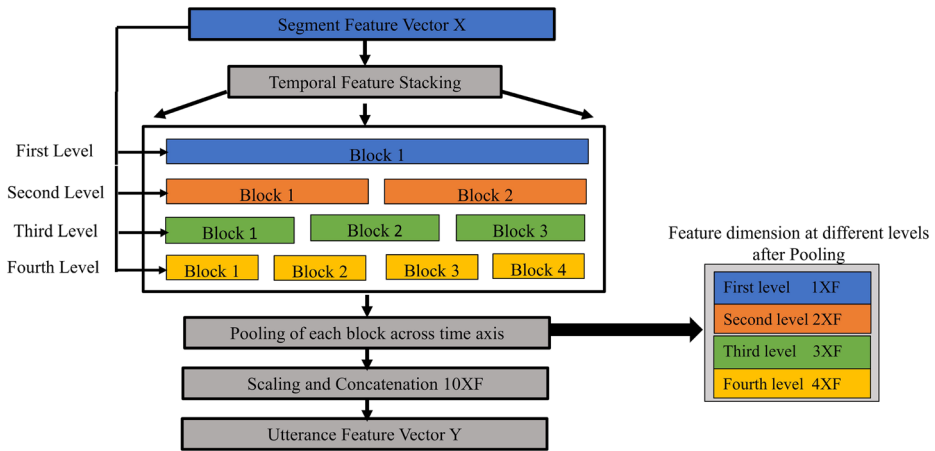 Segment Feature Vector X
Temporal Feature Stacking
First Level
Block 1
Second Level
Block 1 Block 2
Third Level
Block 1 Block 2 Block 3
Fourth Level
Block 1 Block 2 Block 3 Block 4
Pooling of each block across time axis
Scaling and Concatenation 10XF
Utterance Feature Vector Y
Feature dimension at different levels
after Pooling
First level 1XF
Second level 2XF
Third level 3XF
Fourth level 4XF